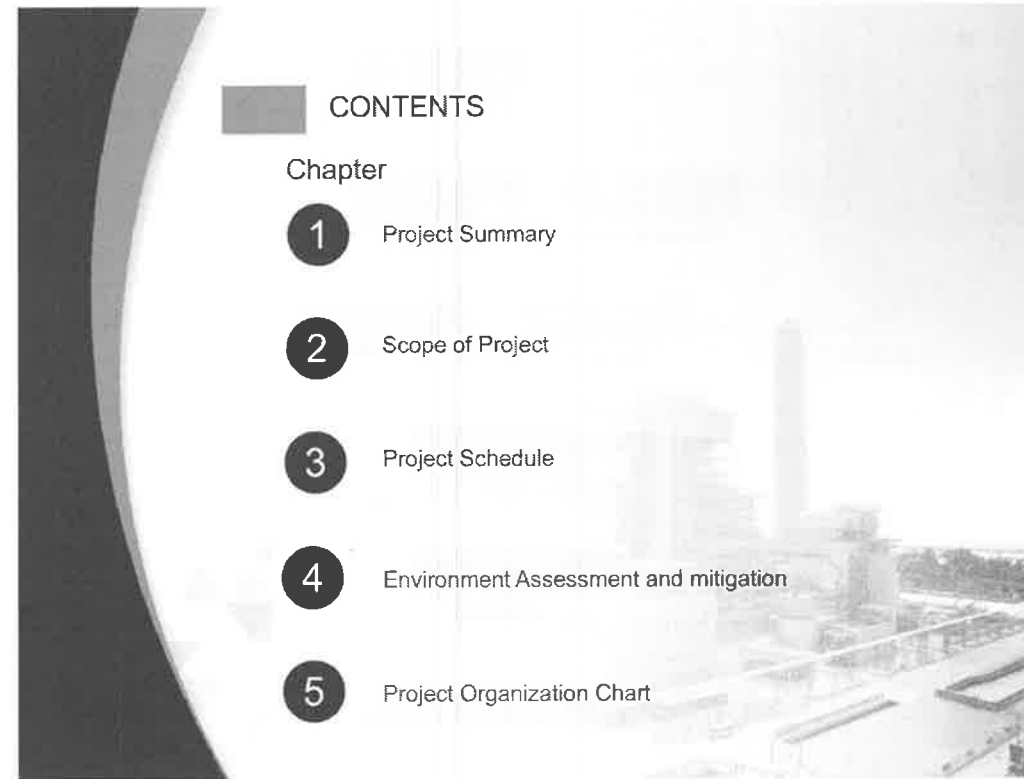 CONTENTS
Chapter
1 Project Summary
2 Scope of Project
3 Project Schedule
4 Environment Assessment and mitigation
5 Project Organization Chart